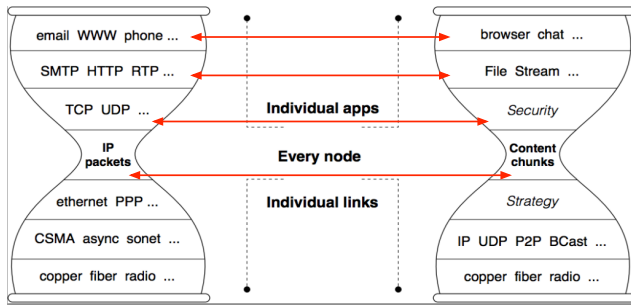 email WWW phone ...
browser chat ...
SMTP HTTP RTP ...
File Stream ...
TCP UDP ...
Individual apps
Security
IP
packets
Every node
Content
chunks
ethernet PPP ...
Individual links
Strategy
CSMA async sonet ...
IP UDP P2P BCast ...
copper fiber radio ...
copper fiber radio ...